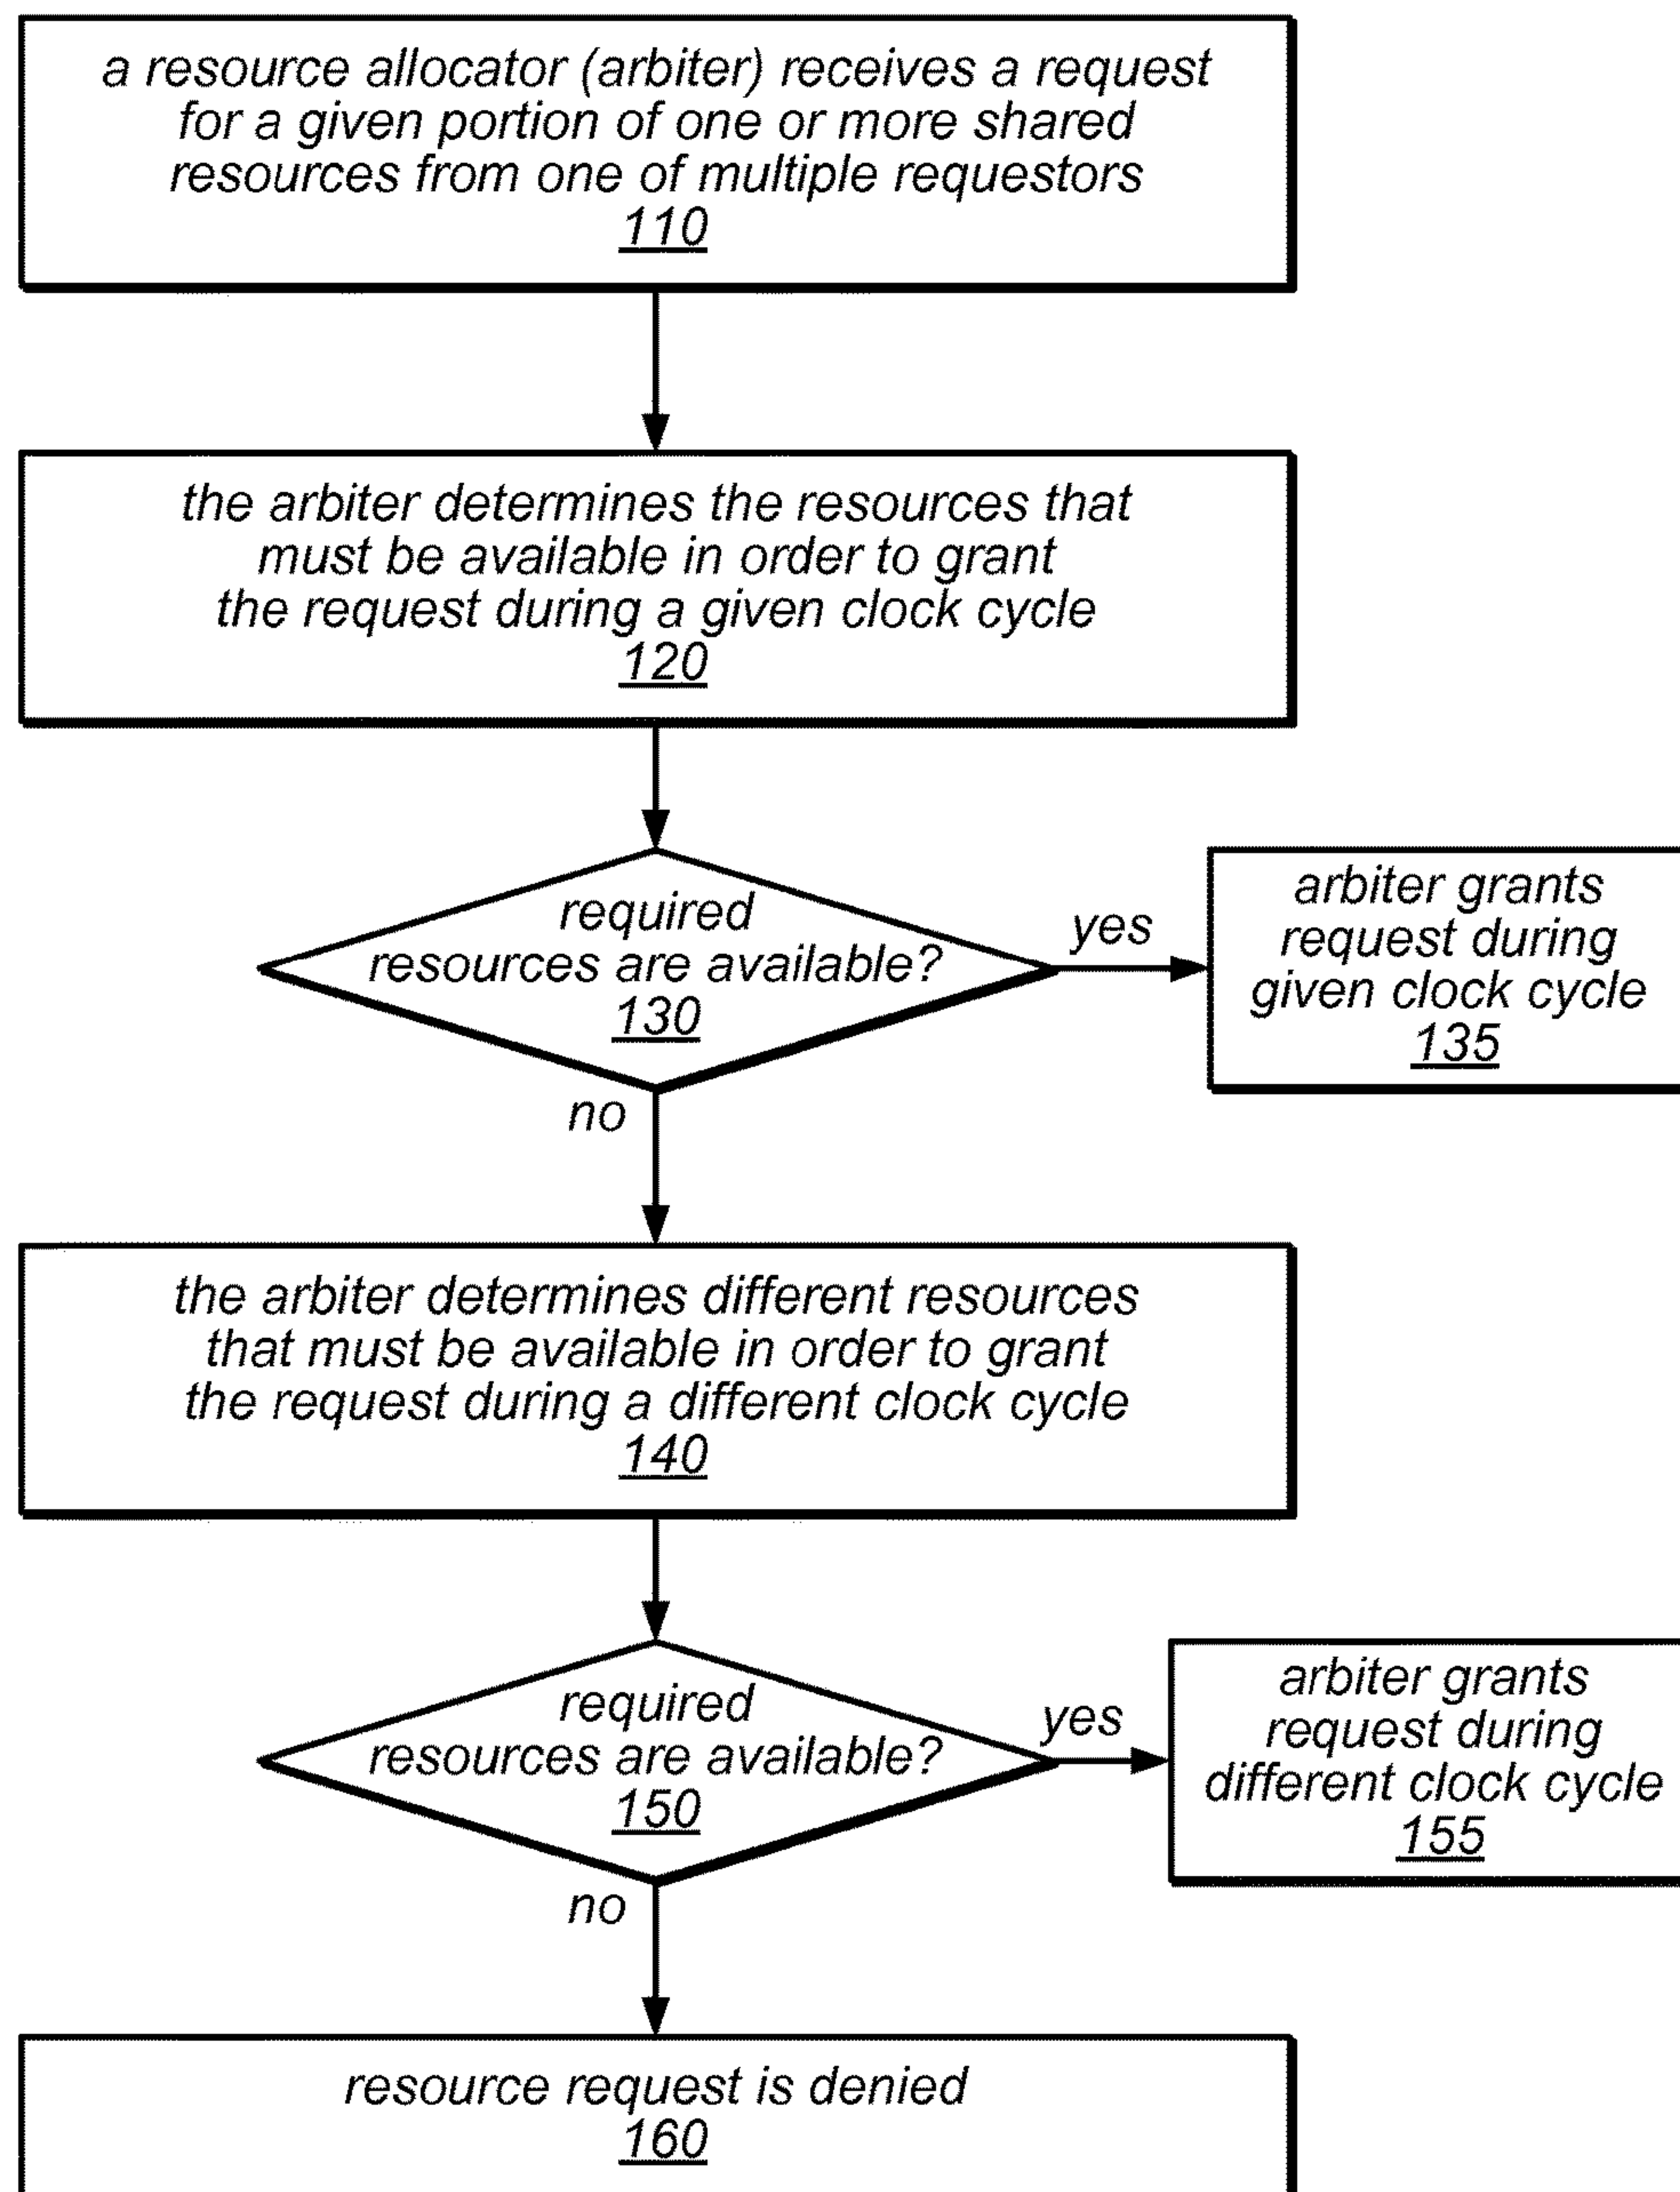 a resource allocator (arbiter) receives a request
for a given portion of one or more shared
resources from one of multiple requestors
110
the arbiter determines the resources that
must be available in order to grant
the request during a given clock cycle
120
required
resources are available?
130
yes
arbiter grants
request during
given clock cycle
135
no
the arbiter determines different resources
that must be available in order to grant
the request during a different clock cycle
140
required
resources are available?
150
yes
arbiter grants
request during
different clock cycle
155
no
resource request is denied
160